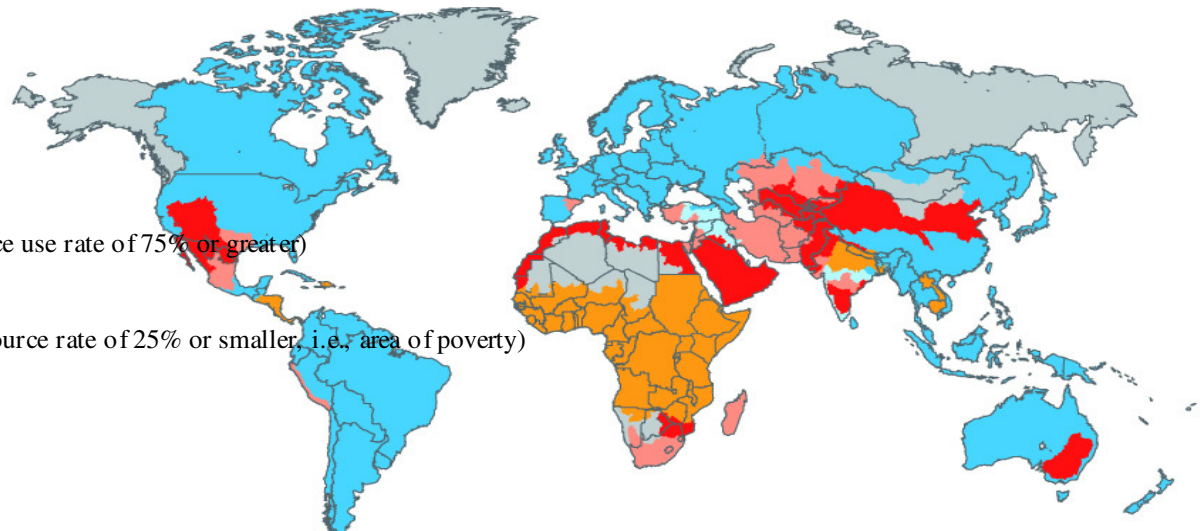 ce use rate of 75% or greater)
ource rate of 25% or smaller, i.e., area of poverty)